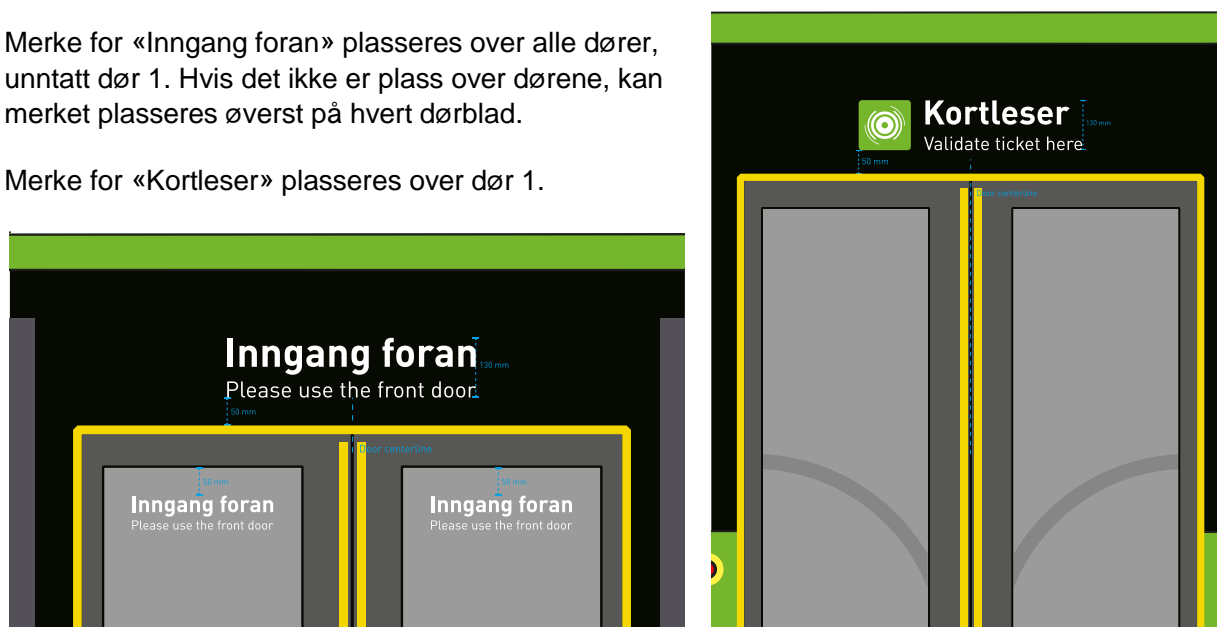 Merke for «Inngang foran» plasseres over alle dører,
unntatt dør 1. Hvis det ikke er plass over dørene, kan
merket plasseres øverst på hvert dørblad.
Merke for «Kortleser» plasseres over dør 1.
Inngang foran
130 mm
Please use the front door
50 mm
Door centerline
50 mm
50 mm
Inngang foran
Inngang foran
Please use the front door
Please use the front door
Kortleser
130 mm
Validate ticket here
50 mm
Door centerline